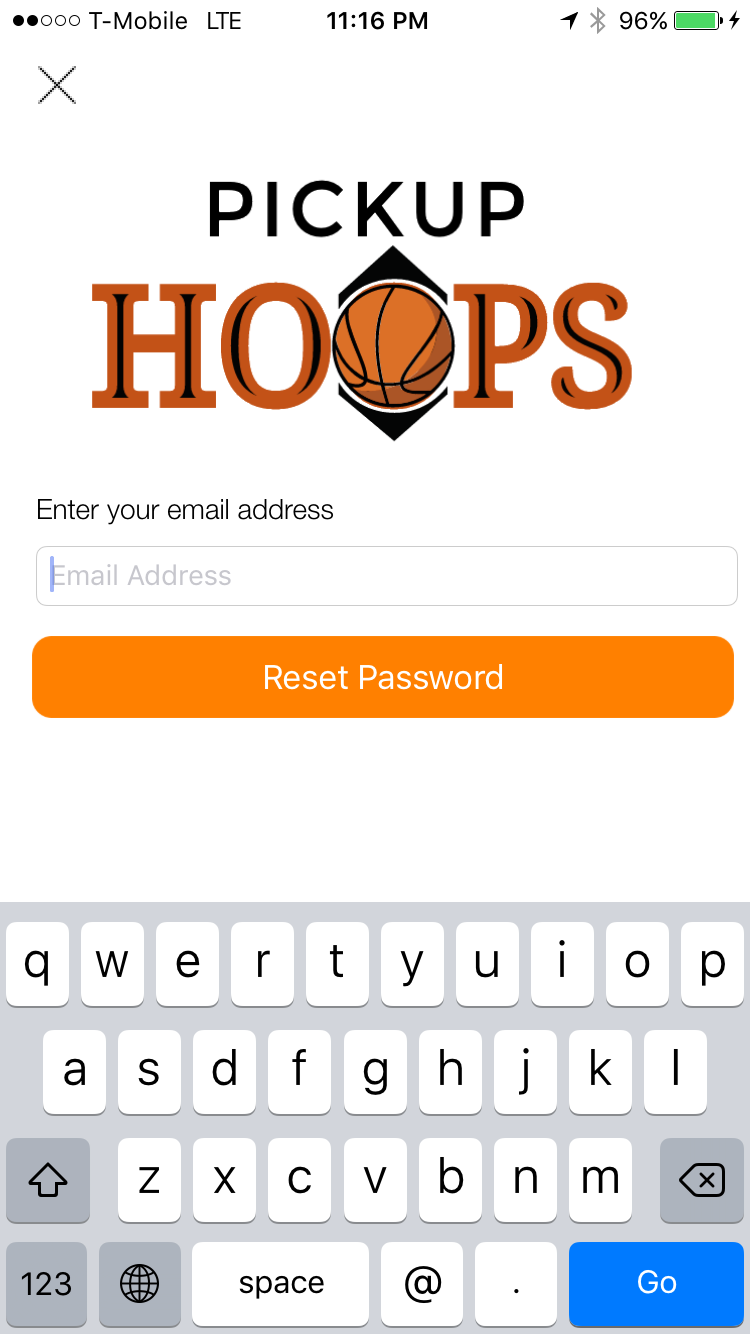 T-Mobile LTE 11:16 PM 96%
PICKUP
HOOPS
Enter your email address
Email Address
Reset Password
q w e r t y u i o p
a s d f g h j k l
z x c v b n m
123 space @ . Go